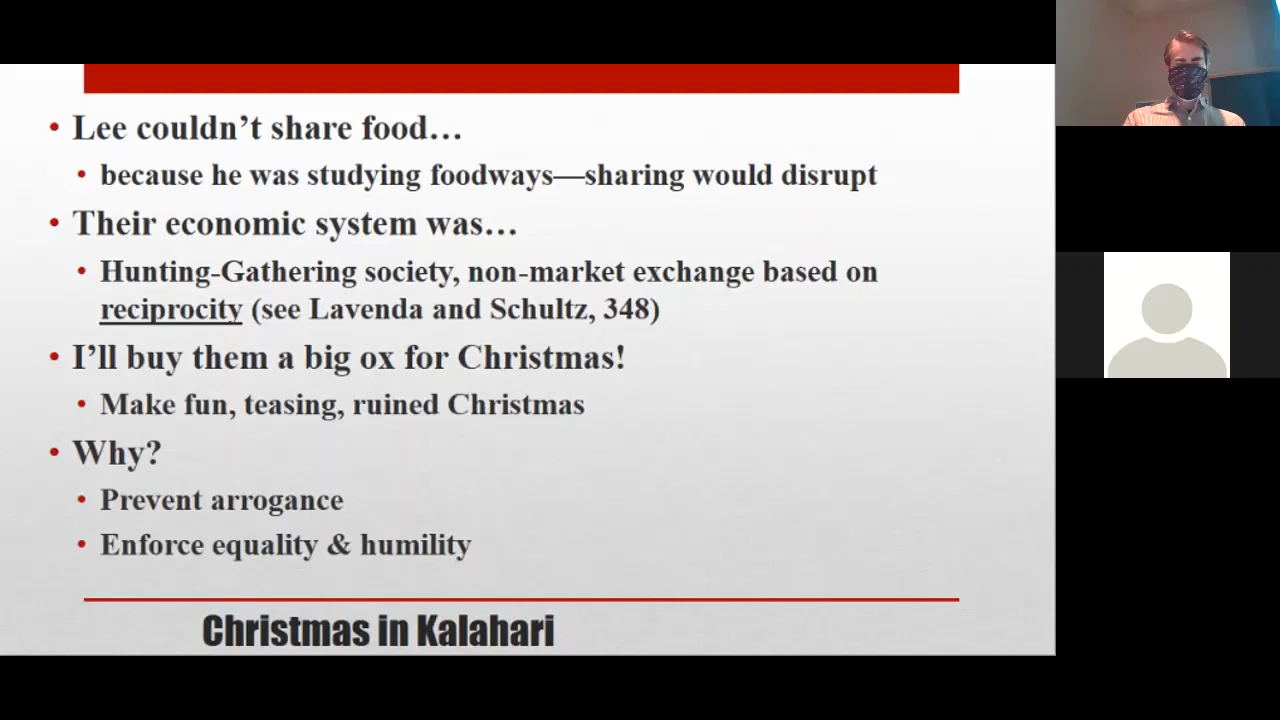 Lee couldn’t share food…
because he was studying foodways—sharing would disrupt
Their economic system was…
Hunting-Gathering society, non-market exchange based on
reciprocity (see Lavenda and Schultz, 348)
I’ll buy them a big ox for Christmas!
Make fun, teasing, ruined Christmas
Why?
Prevent arrogance
Enforce equality & humility
Christmas in Kalahari